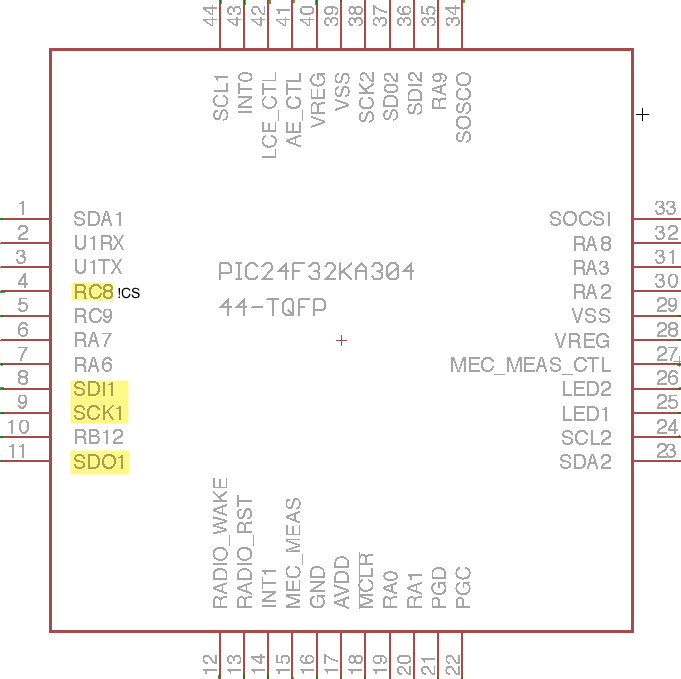 44 43 42 41 40 39 38 37 36 35 34
SCL1 INT0 LCE_CTL AE_CTL VREG VSS SCK2 SDO2 SDI2 RA9 SOSCO
1 SDA1
2 U1RX
3 U1TX
4 RC8 !CS
5 RC9
6 RA7
7 RA6
8 SDI1
9 SCK1
10 RB12
11 SDO1
PIC24F32KA304
44-TQFP
SOCSI 33
RA8 32
RA3 31
RA2 30
VSS 29
VREG 28
MEC_MEAS_CTL 27
LED2 26
LED1 25
SCL2 24
SDA2 23
RADIO_WAKE RADIO_RST INT1 MEC_MEAS GND AVDD MCLR RA0 RA1 PGD PGC
12 13 14 15 16 17 18 19 20 21 22